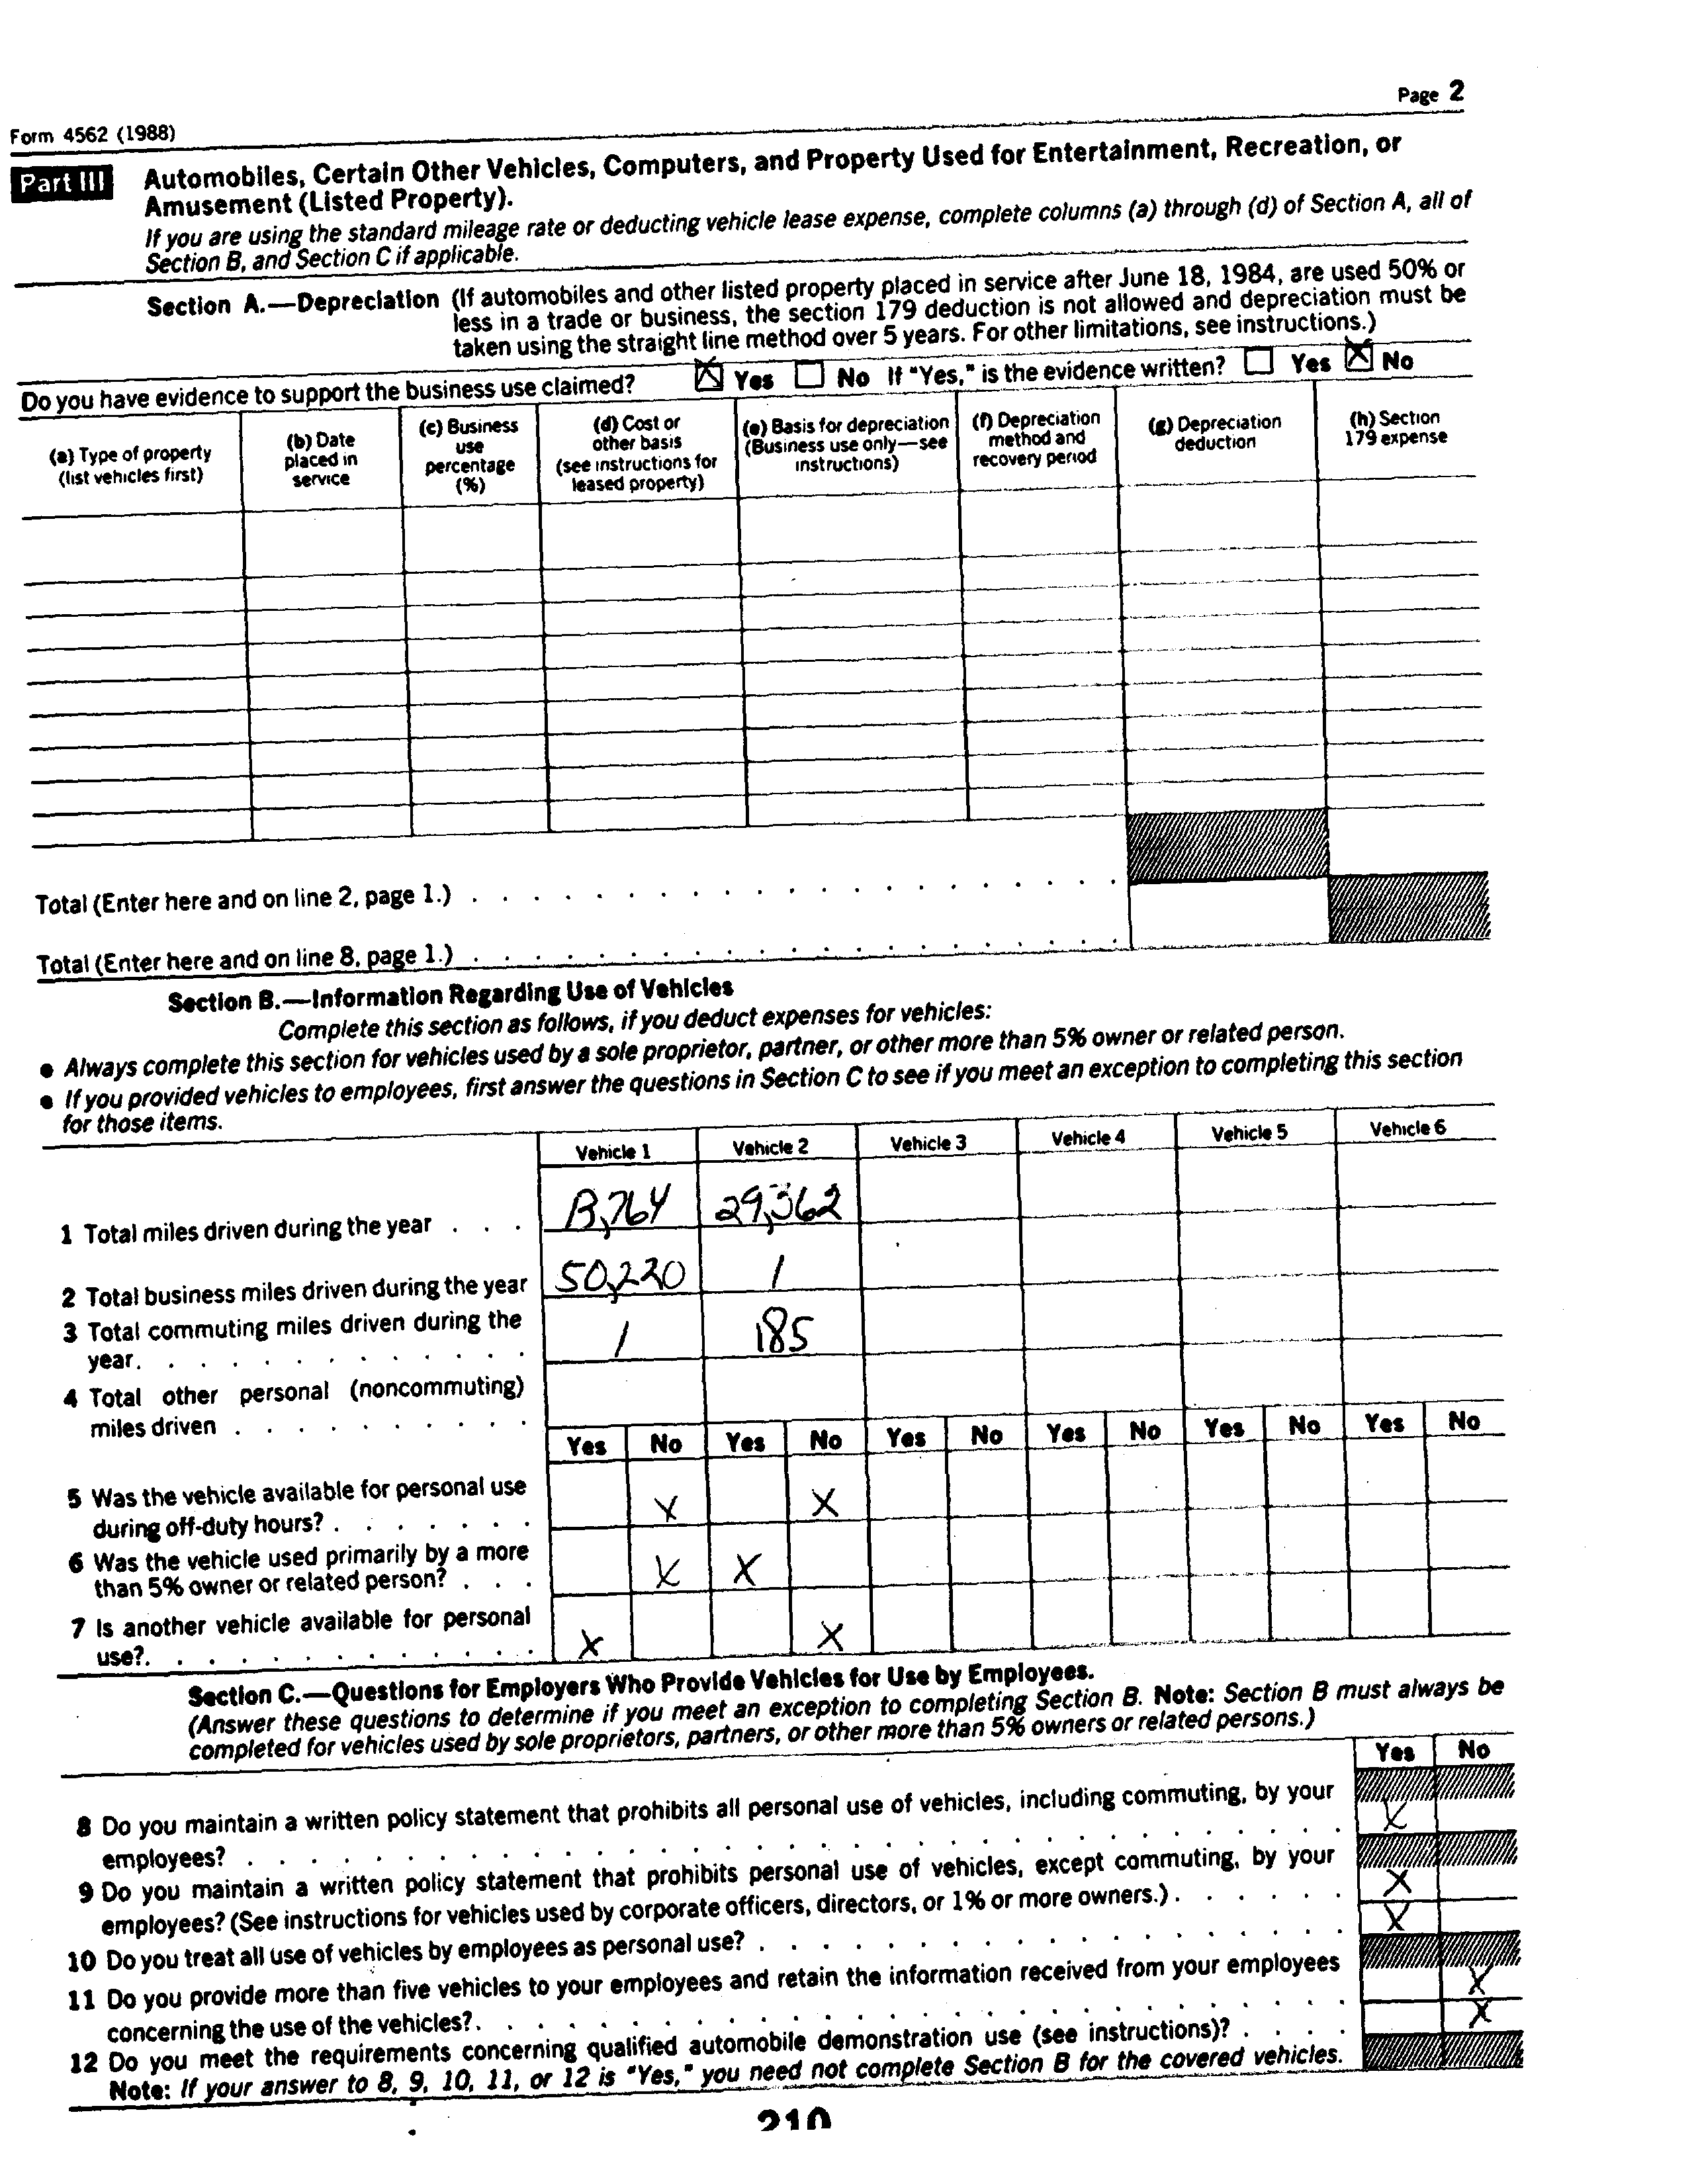 Page 2
Form 4562 (1988)
Part III Automobiles, Certain Other Vehicles, Computers, and Property Used for Entertainment, Recreation, or
Amusement (Listed Property).
If you are using the standard mileage rate or deducting vehicle lease expense, complete columns (a) through (d) of Section A, all of
Section B, and Section C if applicable.
Section A.—Depreciation (If automobiles and other listed property placed in service after June 18, 1984, are used 50% or
less in a trade or business, the section 179 deduction is not allowed and depreciation must be
taken using the straight line method over 5 years. For other limitations, see instructions.)
Do you have evidence to support the business use claimed? X Yes No If "Yes," is the evidence written? Yes X No
(a) Type of property
(list vehicles first)
(b) Date
placed in
service
(c) Business
use
percentage
(%)
(d) Cost or
other basis
(see instructions for
leased property)
(e) Basis for depreciation
(Business use only—see
instructions)
(f) Depreciation
method and
recovery period
(g) Depreciation
deduction
(h) Section
179 expense
Total (Enter here and on line 2, page 1.)
Total (Enter here and on line 8, page 1.)
Section B.—Information Regarding Use of Vehicles
Complete this section as follows, if you deduct expenses for vehicles:
● Always complete this section for vehicles used by a sole proprietor, partner, or other more than 5% owner or related person.
● If you provided vehicles to employees, first answer the questions in Section C to see if you meet an exception to completing this section
for those items.
Vehicle 1 Vehicle 2 Vehicle 3 Vehicle 4 Vehicle 5 Vehicle 6
1 Total miles driven during the year . . . 13,764 29,362
2 Total business miles driven during the year 50,220 1
3 Total commuting miles driven during the
year. 1 185
4 Total other personal (noncommuting)
miles driven
Yes No Yes No Yes No Yes No Yes No Yes No
5 Was the vehicle available for personal use
during off-duty hours? X X
6 Was the vehicle used primarily by a more
than 5% owner or related person? X X
7 Is another vehicle available for personal
use?. X X
Section C.—Questions for Employers Who Provide Vehicles for Use by Employees.
(Answer these questions to determine if you meet an exception to completing Section B. Note: Section B must always be
completed for vehicles used by sole proprietors, partners, or other more than 5% owners or related persons.)
Yes No
8 Do you maintain a written policy statement that prohibits all personal use of vehicles, including commuting, by your
employees? X
9 Do you maintain a written policy statement that prohibits personal use of vehicles, except commuting, by your
employees? (See instructions for vehicles used by corporate officers, directors, or 1% or more owners.) X
10 Do you treat all use of vehicles by employees as personal use? X
11 Do you provide more than five vehicles to your employees and retain the information received from your employees
concerning the use of the vehicles?. X
12 Do you meet the requirements concerning qualified automobile demonstration use (see instructions)? X
Note: If your answer to 8, 9, 10, 11, or 12 is "Yes," you need not complete Section B for the covered vehicles.
210